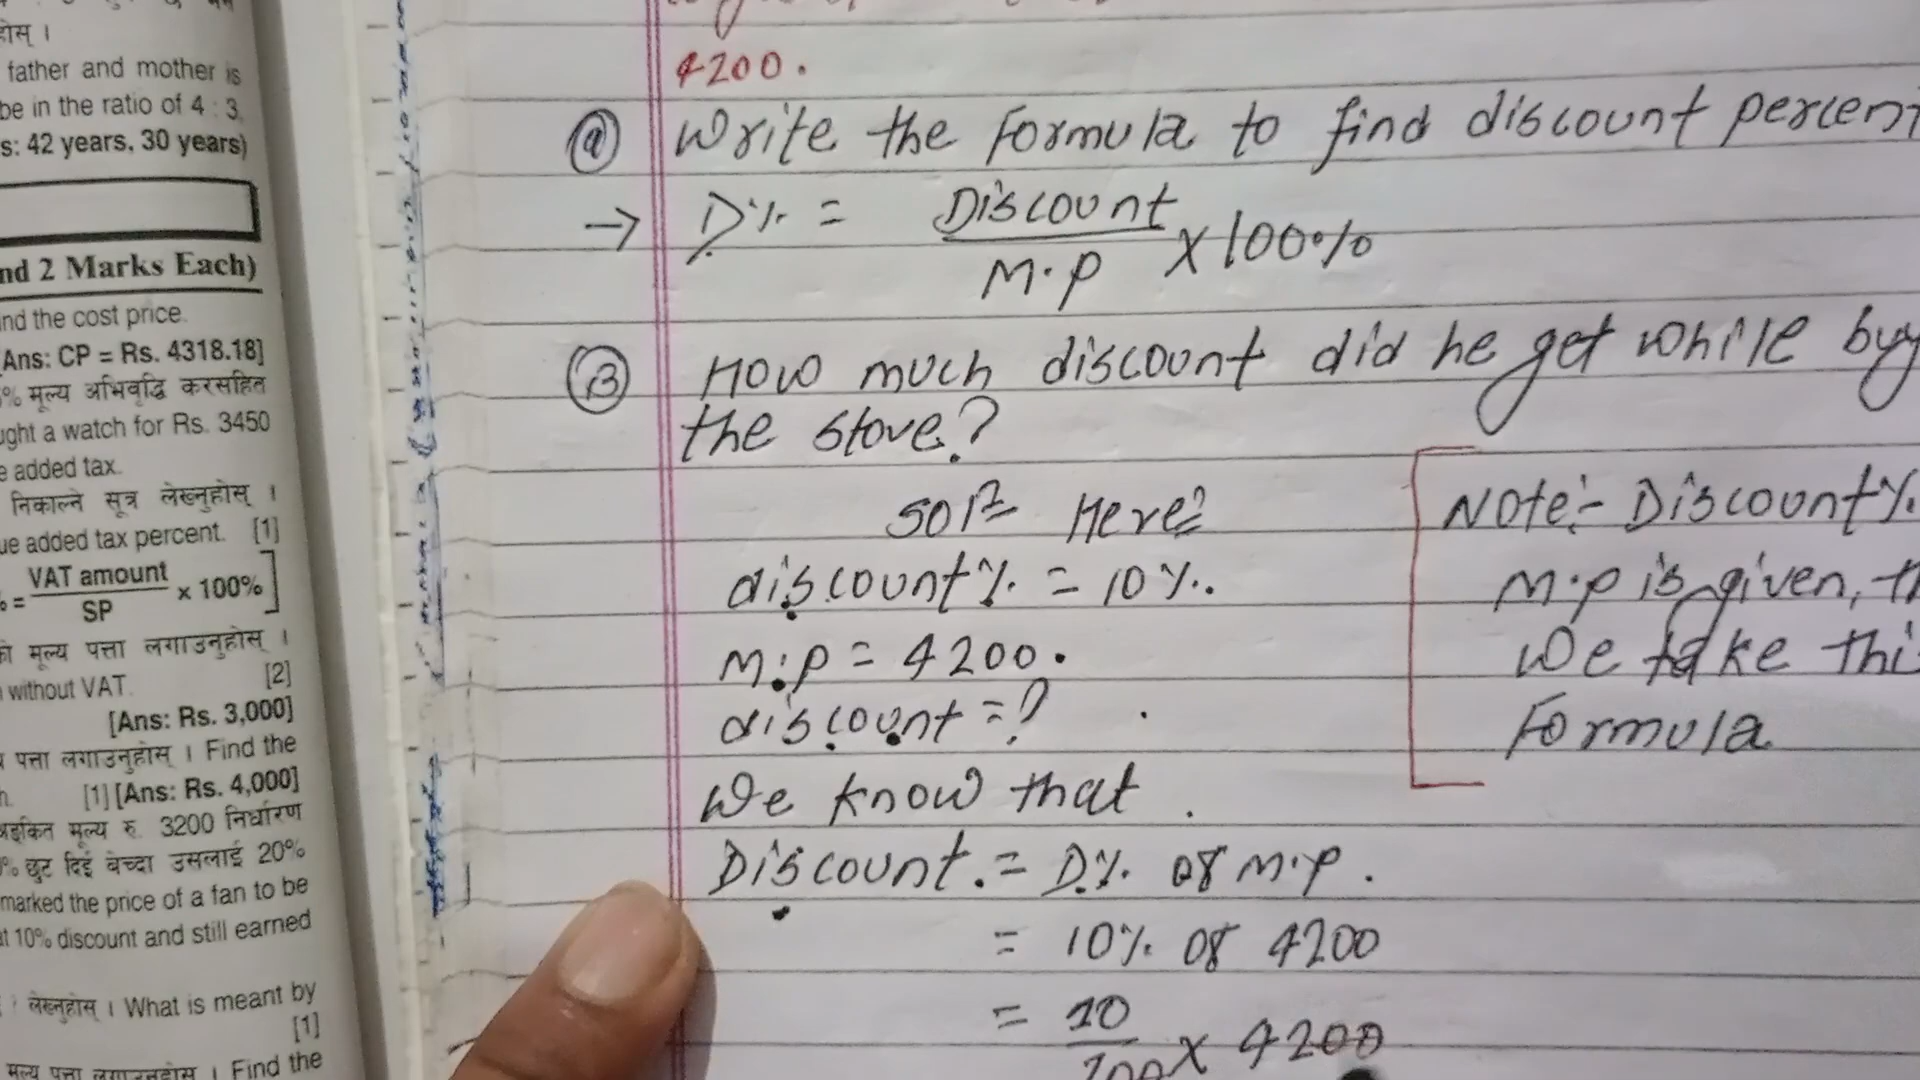 होस् ।
father and mother is
be in the ratio of 4 : 3.
s: 42 years, 30 years)
nd 2 Marks Each)
ind the cost price.
[Ans: CP = Rs. 4318.18]
% मूल्य अभिवृद्धि करसहित
ught a watch for Rs. 3450
e added tax.
निकाल्ने सूत्र लेख्नुहोस् ।
ue added tax percent. [1]
% = VAT amount / SP × 100% ]
को मूल्य पत्ता लगाउनुहोस् ।
without VAT. [2]
[Ans: Rs. 3,000]
पत्ता लगाउनुहोस् । Find the
[1] [Ans: Rs. 4,000]
अङ्कित मूल्य रु. 3200 निर्धारण
% छुट दिई बेच्दा उसलाई 20%
marked the price of a fan to be
at 10% discount and still earned
लेख्नुहोस् । What is meant by
[1]
मूल्य पत्ता लगाउनुहोस् । Find the
4200.
(a) Write the formula to find discount percent
→ D% = Discount / M.P × 100%
(B) How much discount did he get while buy
the stove?
Sol^n Here,
discount% = 10%.
M.P = 4200.
discount = ?
We know that
Discount. = D% of M.P.
= 10% of 4200
= 10 / 100 × 4200
Note:- Discount%
M.P is given, th
We take thi
Formula